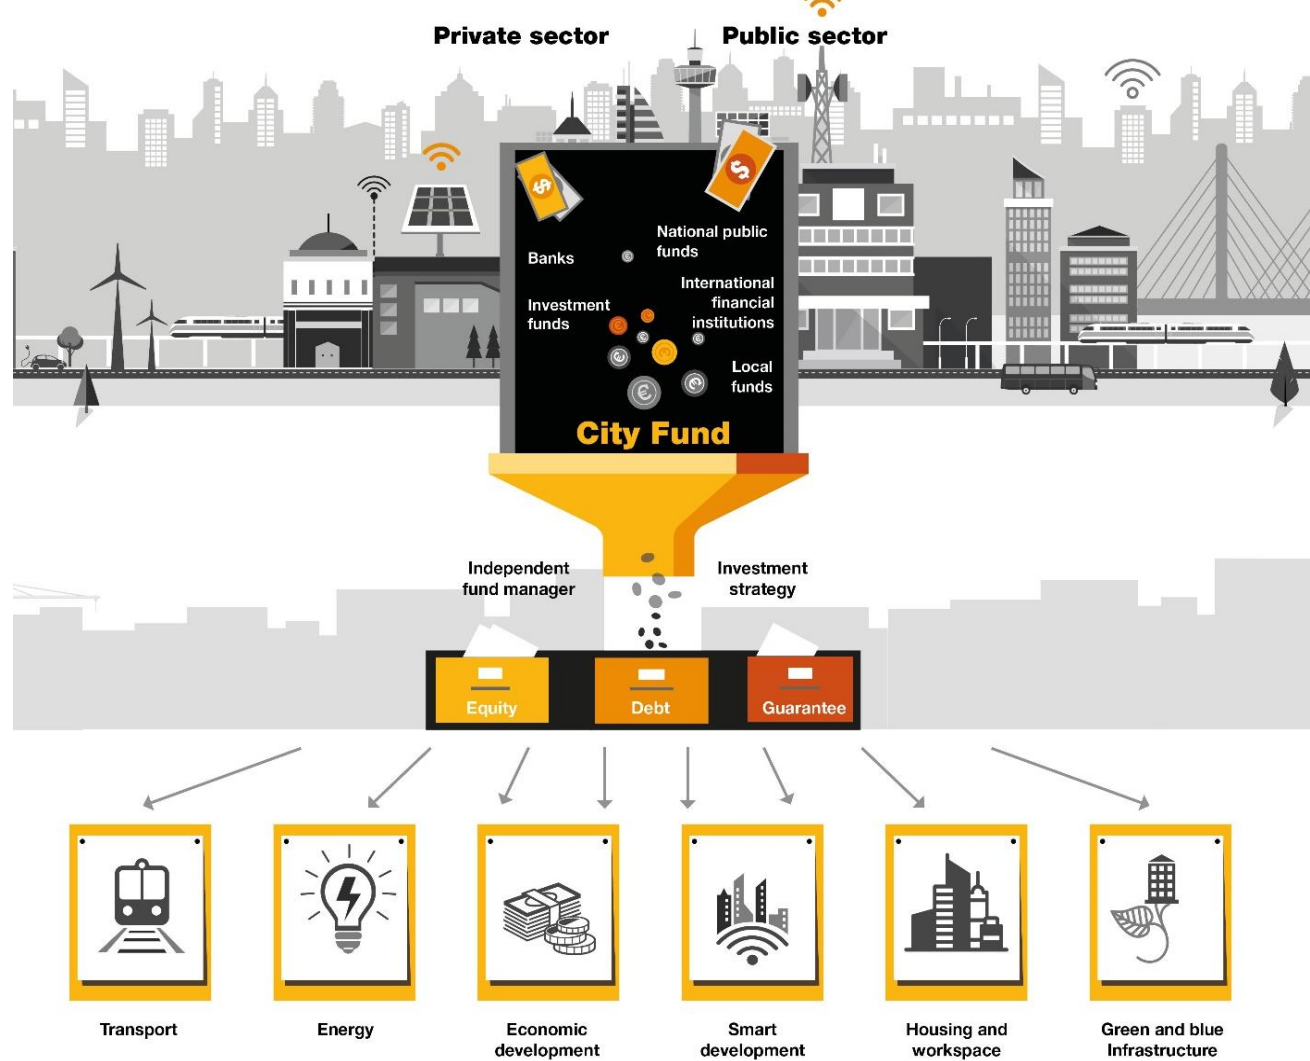 Private sector
Public sector
Banks
Investment
funds
National public
funds
International
financial
institutions
Local
funds
City Fund
Independent
fund manager
Investment
strategy
Equity
Debt
Guarantee
Transport
Energy
Economic
development
Smart
development
Housing and
workspace
Green and blue
Infrastructure